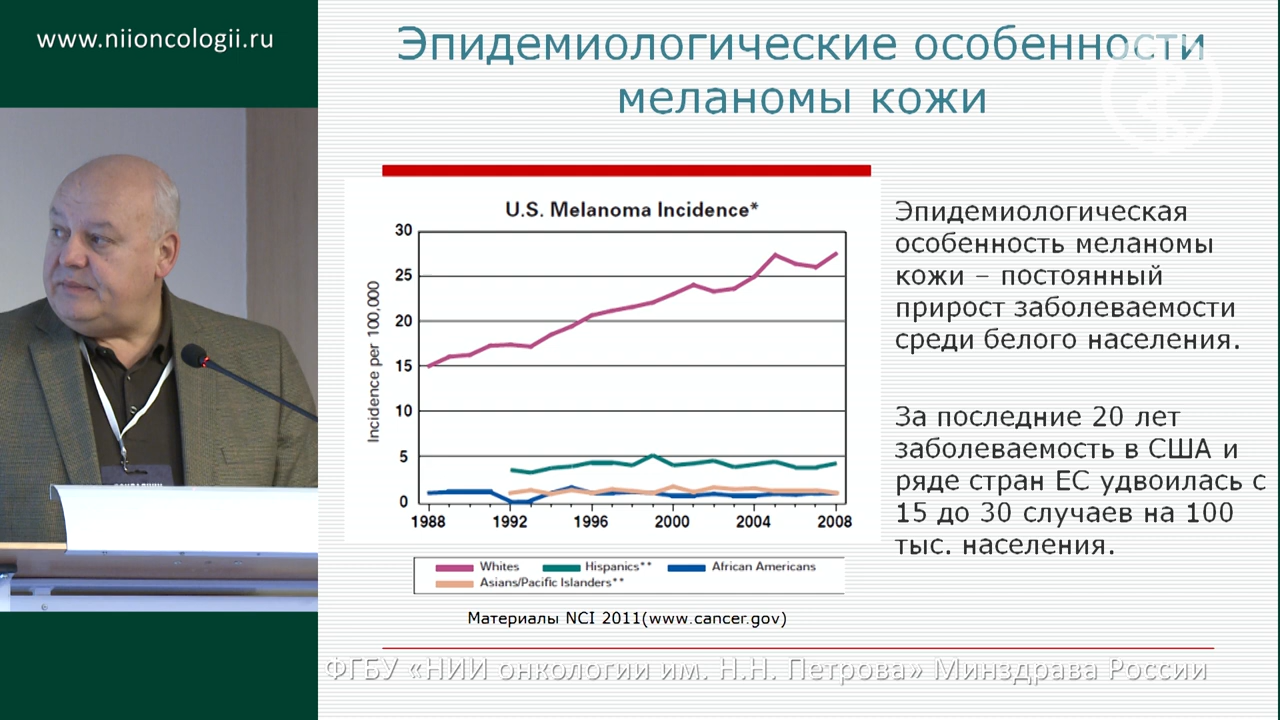 www.niioncologii.ru
Эпидемиологические особенности
меланомы кожи
U.S. Melanoma Incidence*
Incidence per 100,000
30
25
20
15
10
5
0
1988 1992 1996 2000 2004 2008
Whites Hispanics** African Americans
Asians/Pacific Islanders**
Материалы NCI 2011(www.cancer.gov)
Эпидемиологическая
особенность меланомы
кожи – постоянный
прирост заболеваемости
среди белого населения.
За последние 20 лет
заболеваемость в США и
ряде стран ЕС удвоилась с
15 до 30 случаев на 100
тыс. населения.
ФГБУ «НИИ онкологии им. Н.Н. Петрова» Минздрава России